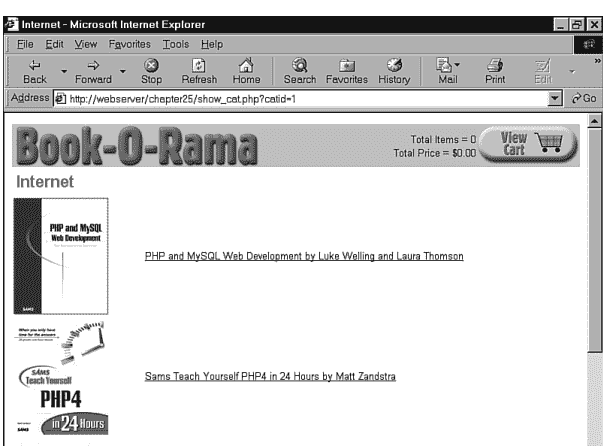 Internet - Microsoft Internet Explorer
File Edit View Favorites Tools Help
Back Forward Stop Refresh Home Search Favorites History Mail Print Edit
Address http://webserver/chapter25/show_cat.php?catid=1 Go
Book-O-Rama
Total Items = 0
Total Price = $0.00
View
Cart
Internet
PHP and MySQL
Web Development
SAMS
PHP and MySQL Web Development by Luke Welling and Laura Thomson
When you only have
time for the answers
SAMS
Teach Yourself
PHP4
in 24 Hours
SAMS
Sams Teach Yourself PHP4 in 24 Hours by Matt Zandstra